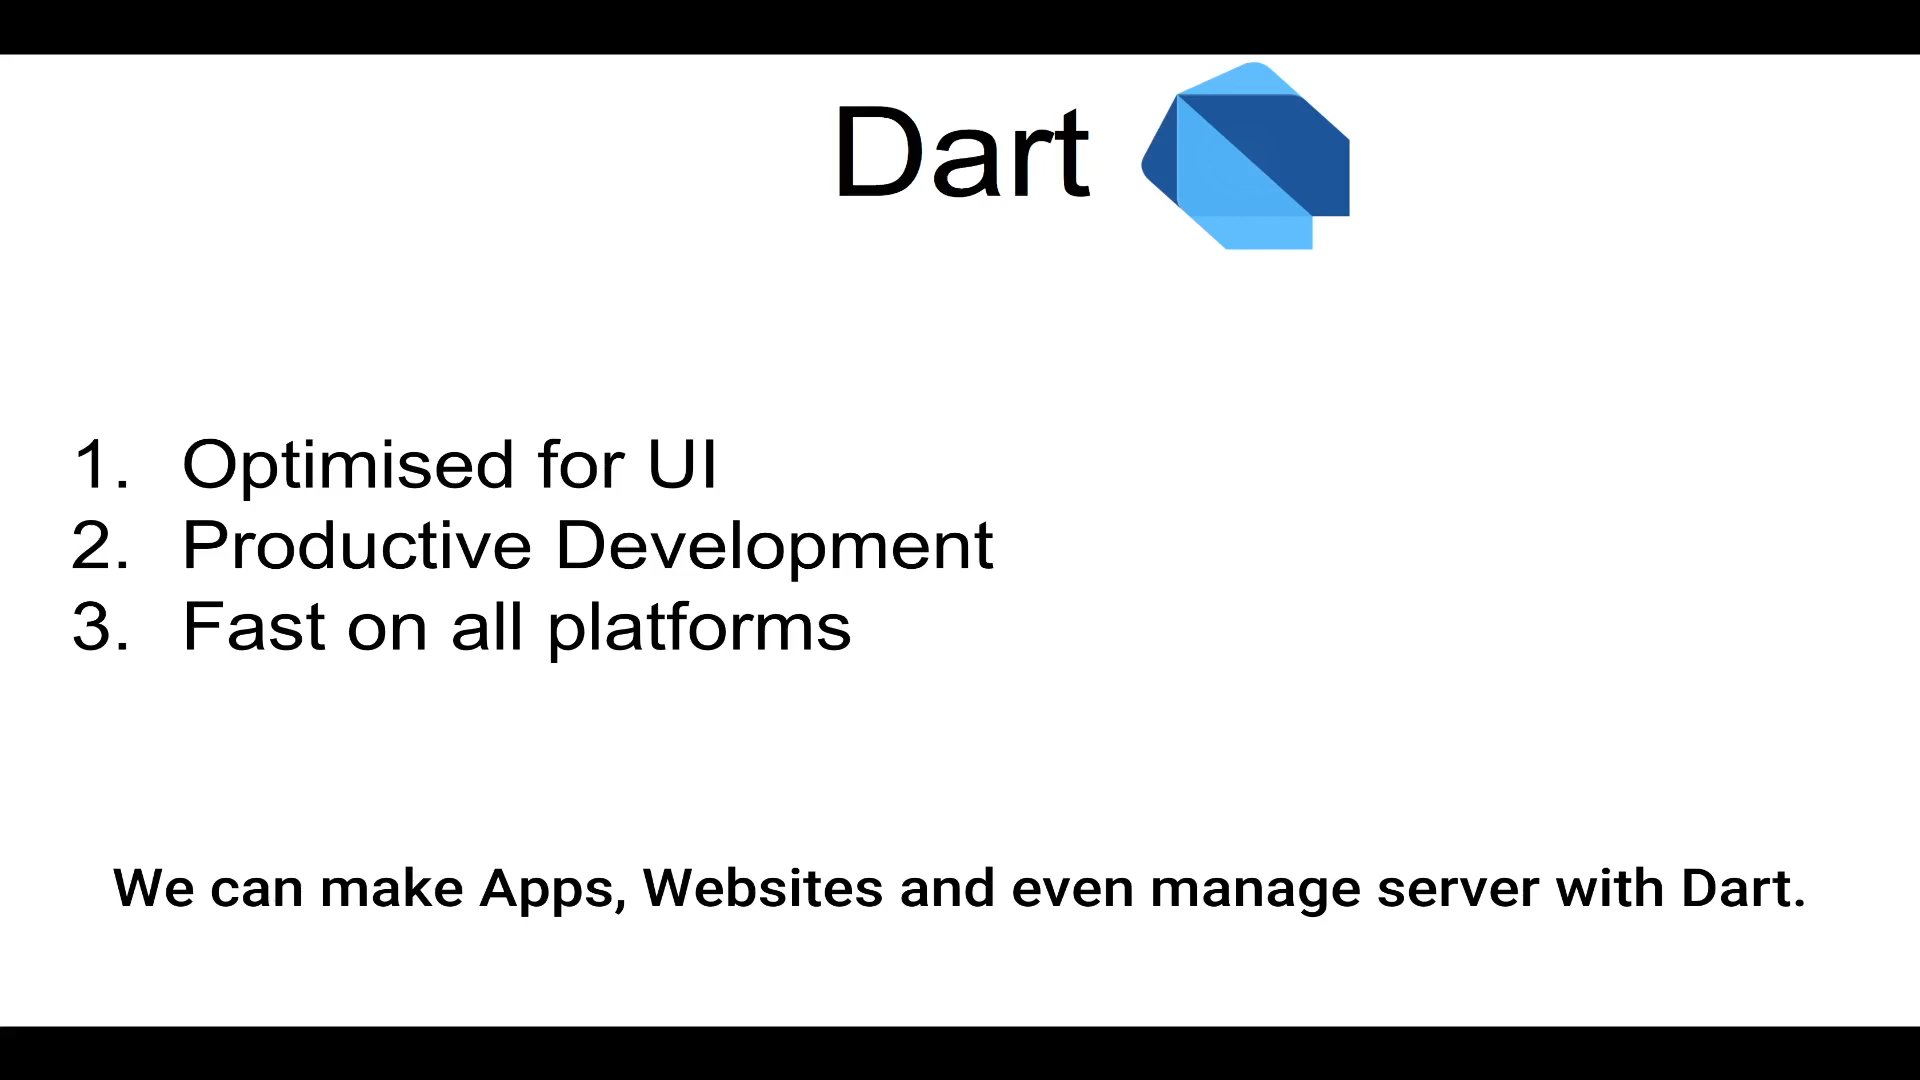 Dart
1. Optimised for UI
2. Productive Development
3. Fast on all platforms
We can make Apps, Websites and even manage server with Dart.